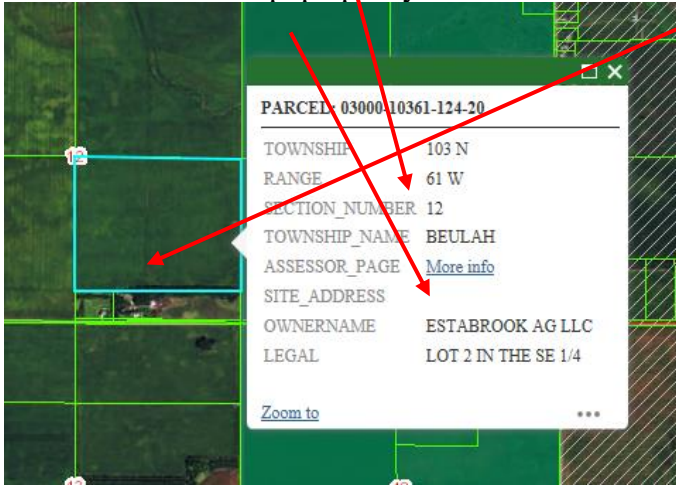 12
PARCEL: 03000-10361-124-20
TOWNSHIP 103 N
RANGE 61 W
SECTION_NUMBER 12
TOWNSHIP_NAME BEULAH
ASSESSOR_PAGE More info
SITE_ADDRESS
OWNERNAME ESTABROOK AG LLC
LEGAL LOT 2 IN THE SE 1/4
Zoom to